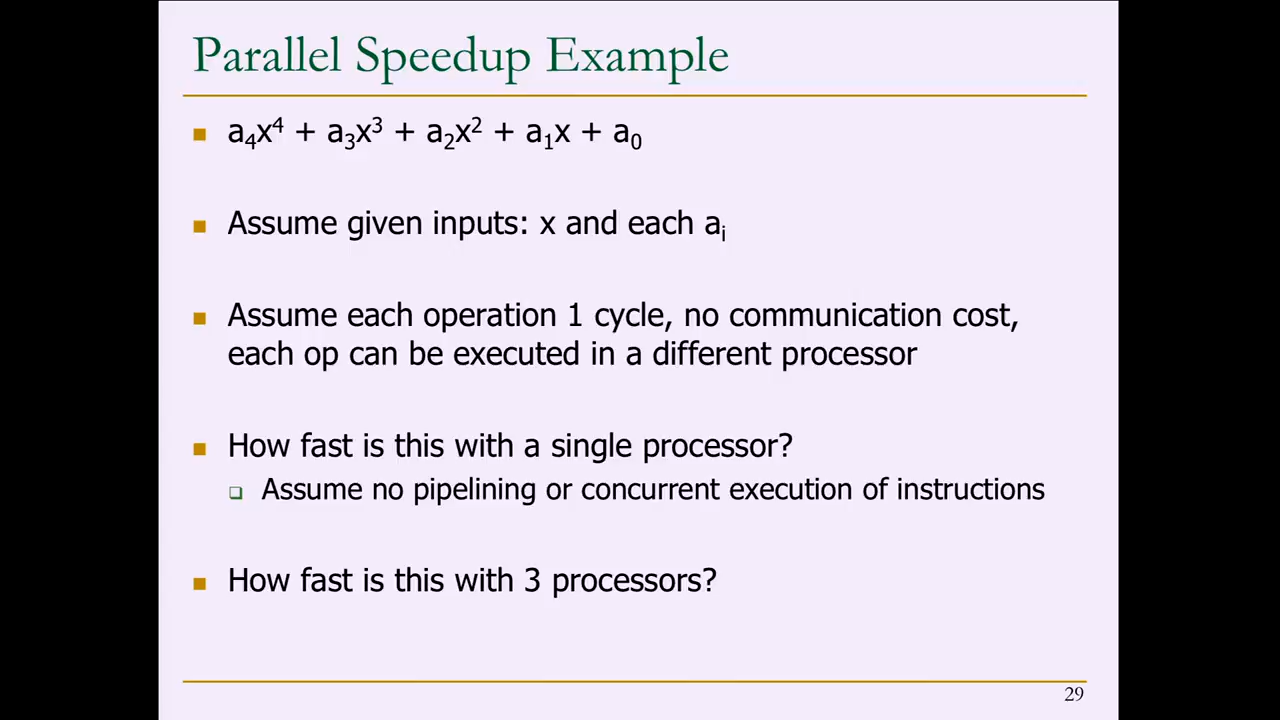 Parallel Speedup Example
a₄x⁴ + a₃x³ + a₂x² + a₁x + a₀
Assume given inputs: x and each aᵢ
Assume each operation 1 cycle, no communication cost,
each op can be executed in a different processor
How fast is this with a single processor?
Assume no pipelining or concurrent execution of instructions
How fast is this with 3 processors?
29